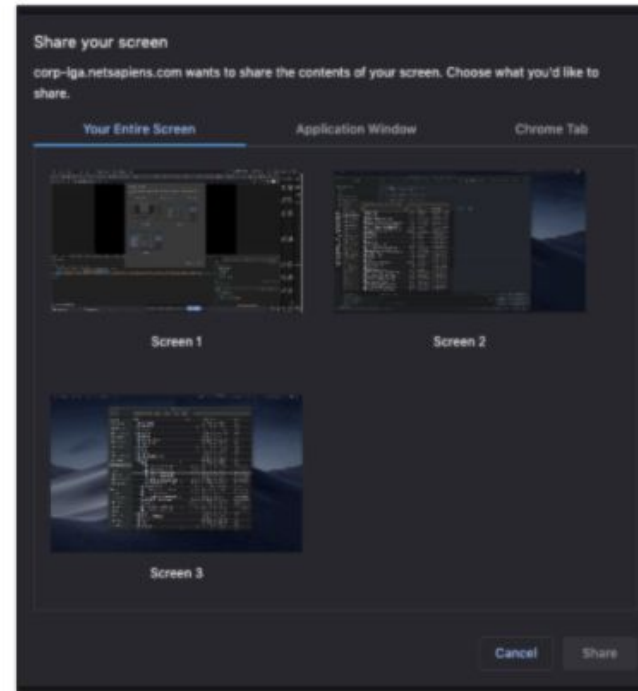 Share your screen
corp-lga.netsapiens.com wants to share the contents of your screen. Choose what you'd like to
share.
Your Entire Screen
Application Window
Chrome Tab
Screen 1
Screen 2
Screen 3
Cancel
Share